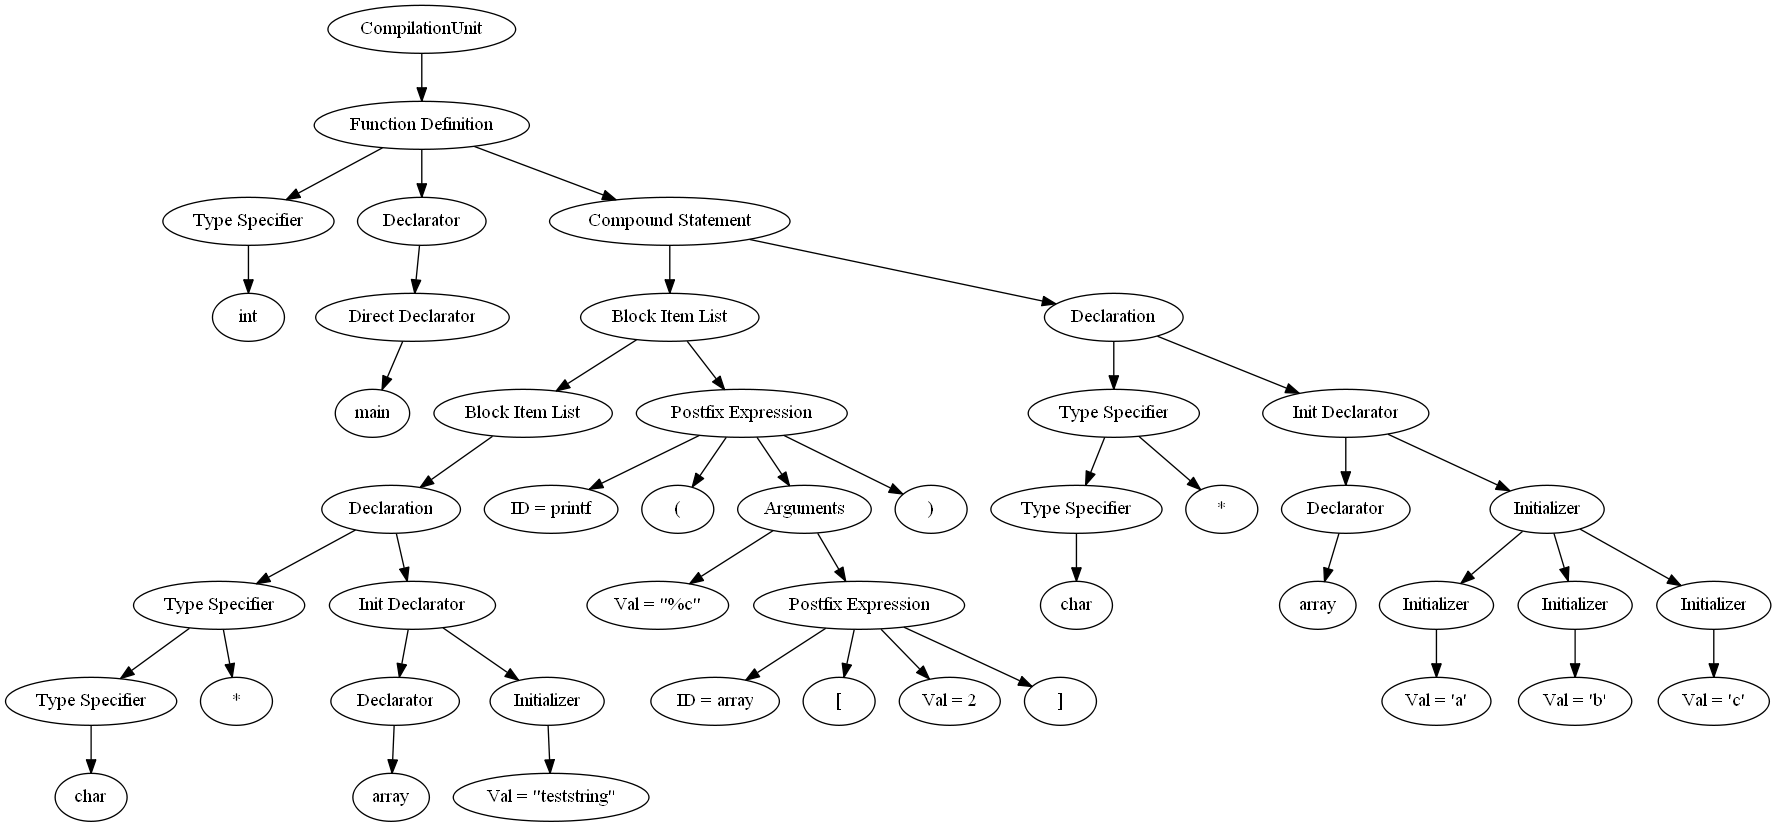 CompilationUnit
Function Definition
Type Specifier
Declarator
Compound Statement
int
Direct Declarator
Block Item List
Declaration
main
Block Item List
Postfix Expression
Type Specifier
Init Declarator
Declaration
ID = printf
(
Arguments
)
Type Specifier
*
Declarator
Initializer
Type Specifier
Init Declarator
Val = "%c"
Postfix Expression
char
array
Initializer
Initializer
Initializer
Type Specifier
*
Declarator
Initializer
ID = array
[
Val = 2
]
Val = 'a'
Val = 'b'
Val = 'c'
char
array
Val = "teststring"